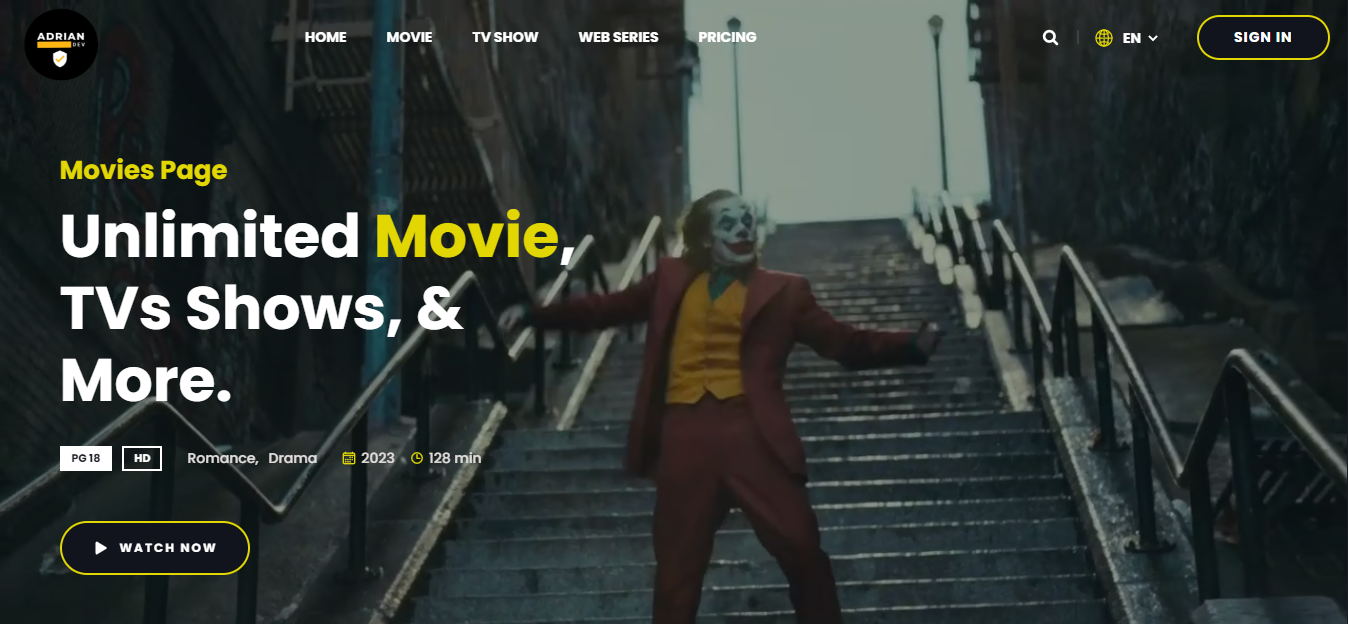 ADRIAN
DEV
HOME MOVIE TV SHOW WEB SERIES PRICING
EN
SIGN IN
Movies Page
Unlimited Movie,
TVs Shows, &
More.
PG 18 HD Romance, Drama 2023 128 min
WATCH NOW